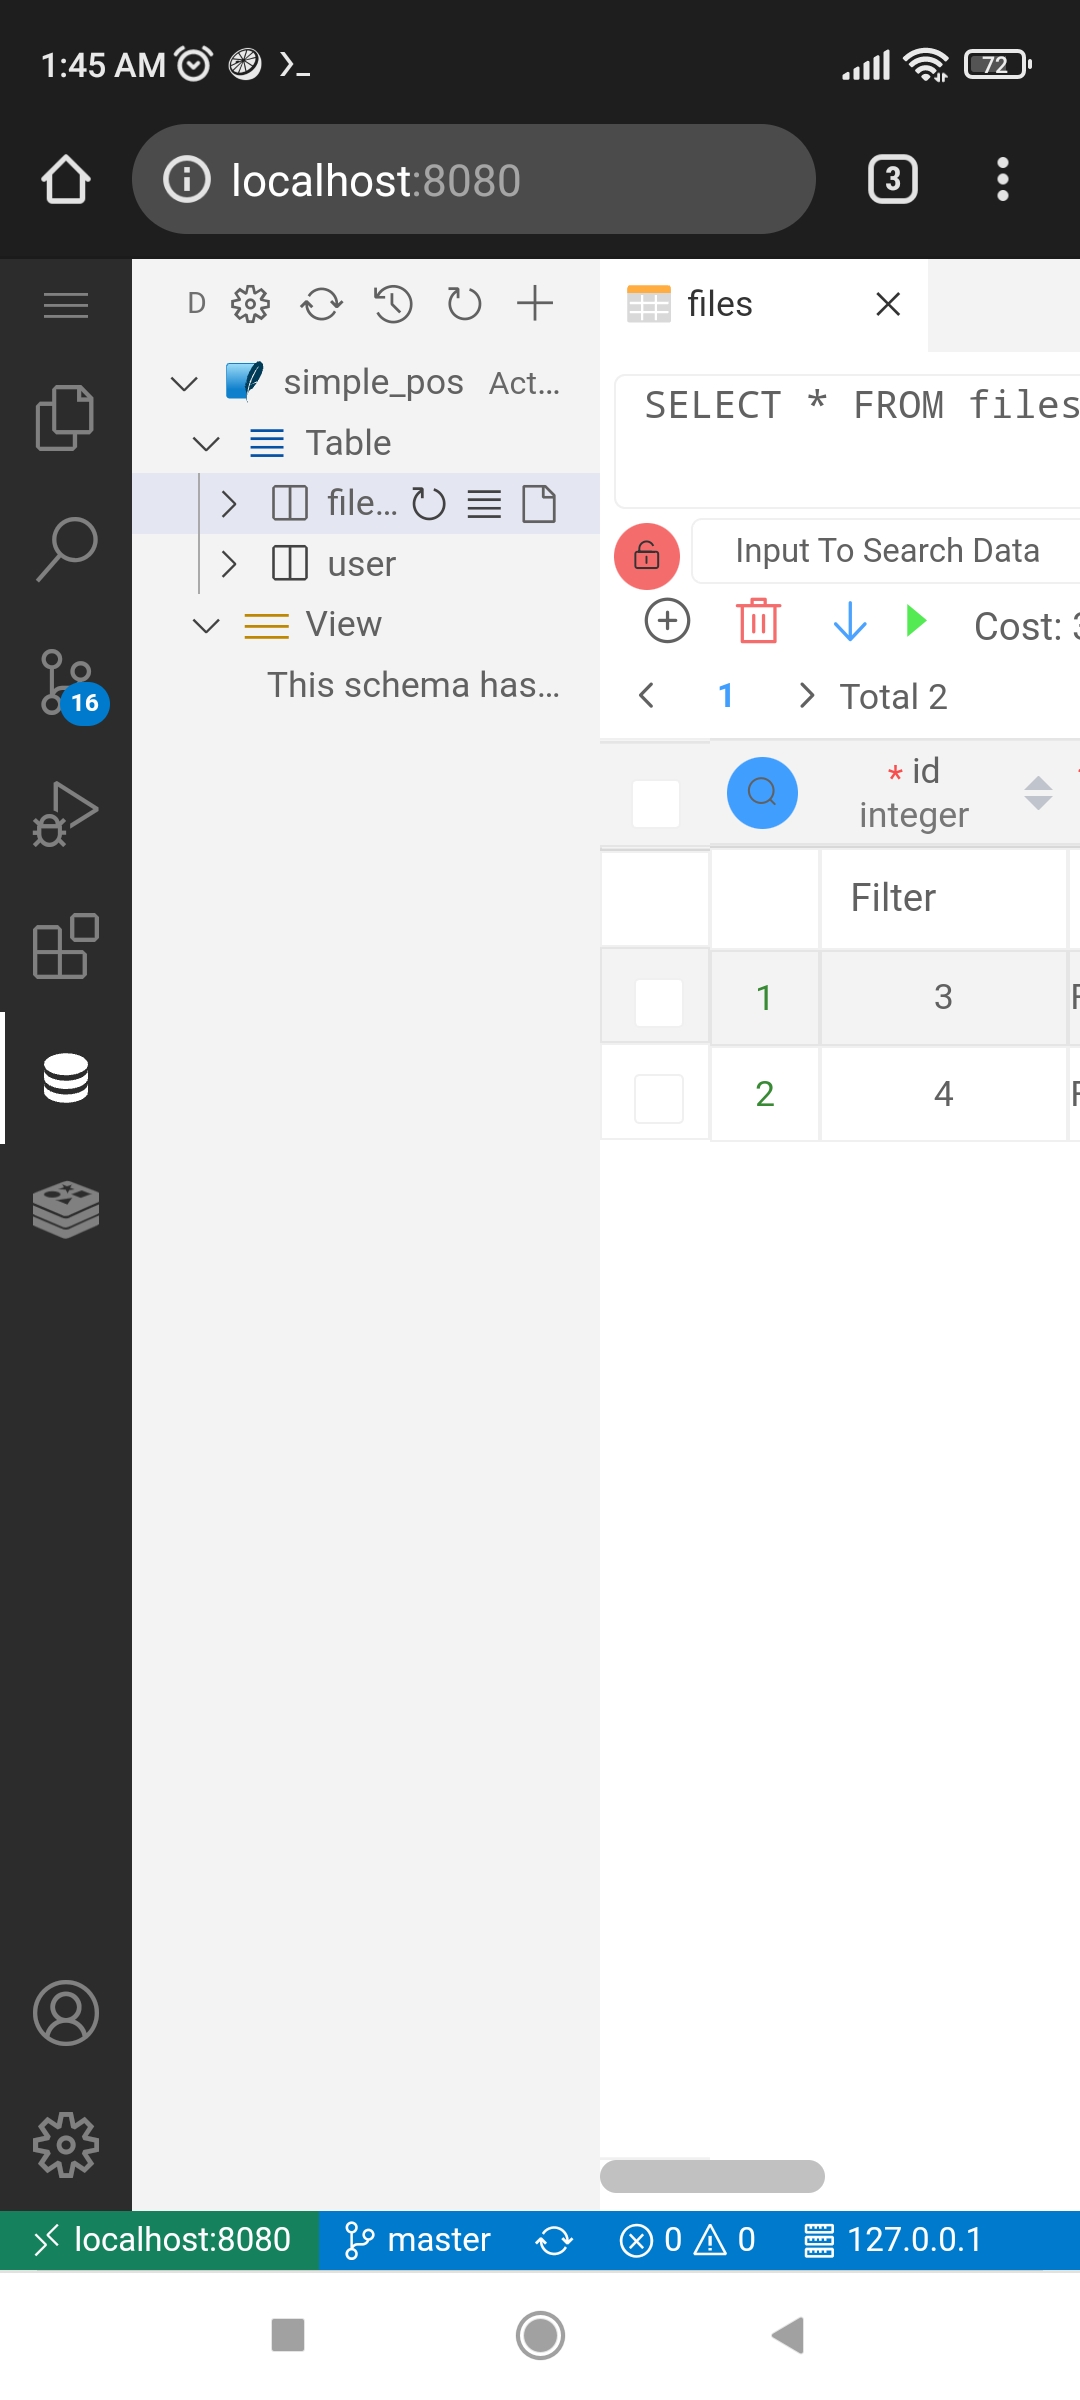 1:45 AM
72
localhost:8080
3
D
files
simple_pos Act...
SELECT * FROM files
Table
file...
user
Input To Search Data
View
Cost:
This schema has...
16
1
Total 2
* id
integer
Filter
1 3
2 4
localhost:8080 master 0 0 127.0.0.1